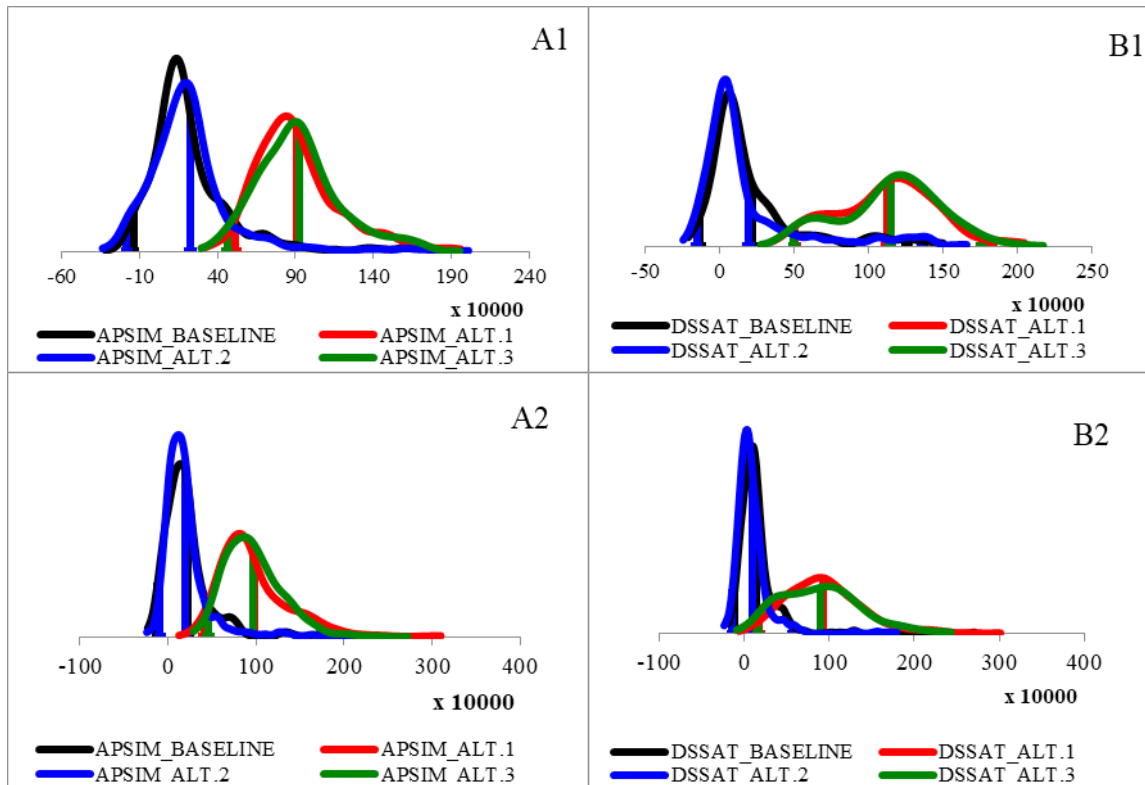 A1
-60 -10 40 90 140 190 240
x 10000
APSIM_BASELINE APSIM_ALT.1
APSIM_ALT.2 APSIM_ALT.3
B1
-50 0 50 100 150 200 250
x 10000
DSSAT_BASELINE DSSAT_ALT.1
DSSAT_ALT.2 DSSAT_ALT.3
A2
-100 0 100 200 300 400
x 10000
APSIM_BASELINE APSIM_ALT.1
APSIM_ALT.2 APSIM_ALT.3
B2
-100 0 100 200 300 400
x 10000
DSSAT_BASELINE DSSAT_ALT.1
DSSAT_ALT.2 DSSAT_ALT.3